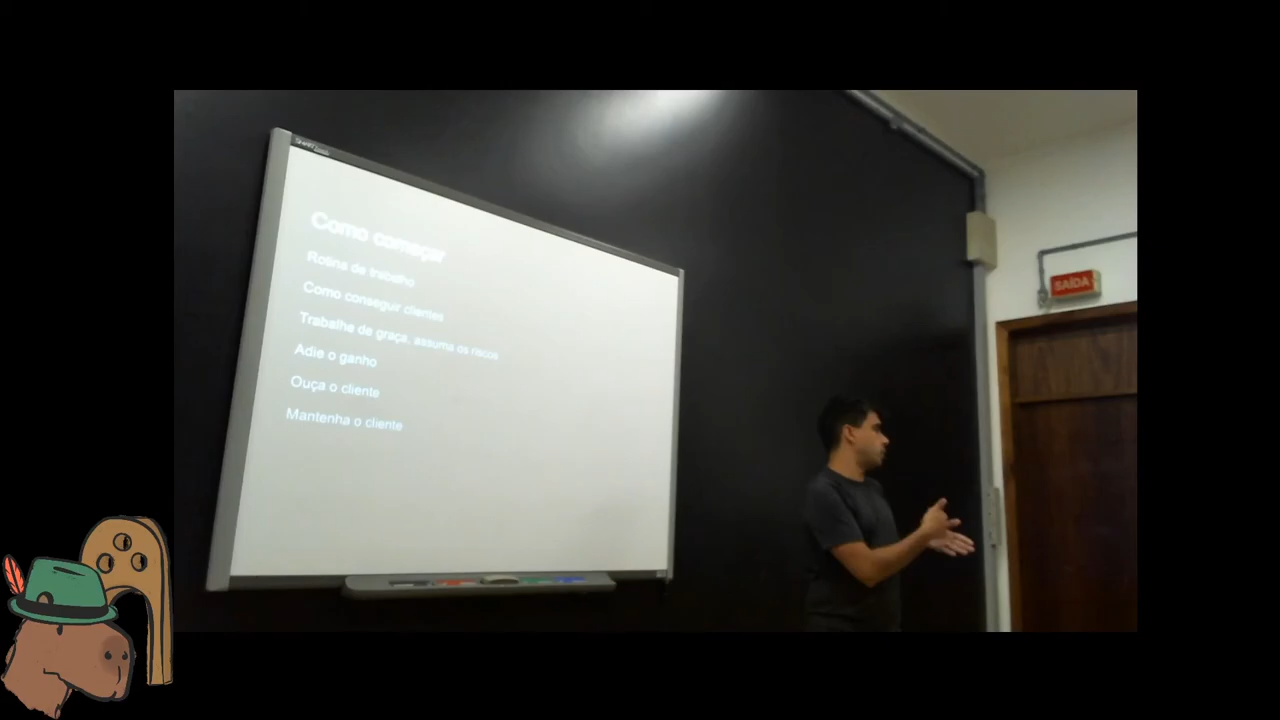 Como começar
Rotina de trabalho
Como conseguir clientes
Trabalhe de graça, assuma os riscos
Adie o ganho
Ouça o cliente
Mantenha o cliente
SAÍDA